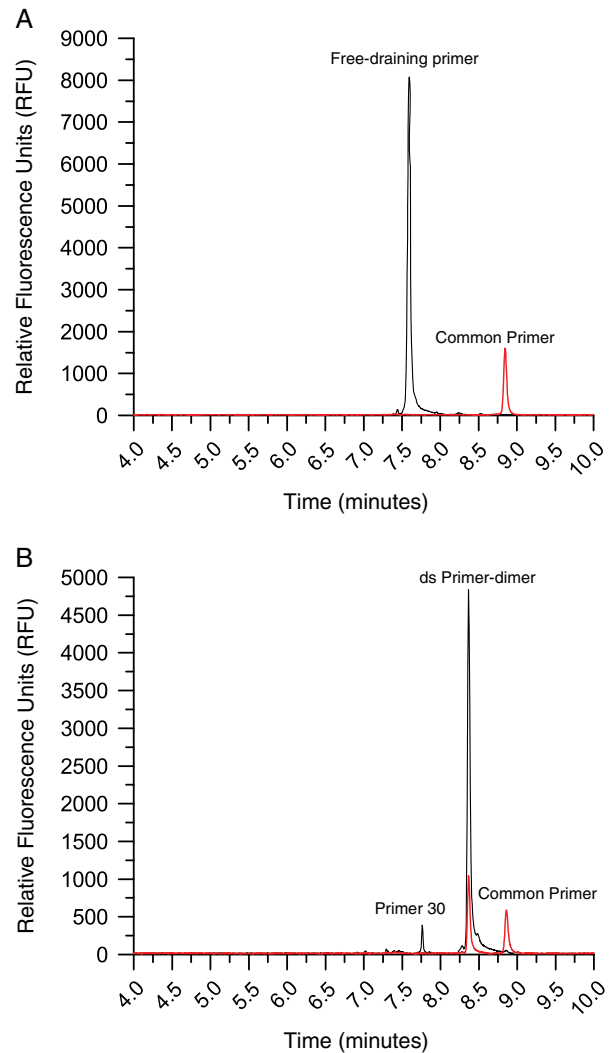 A
Relative Fluorescence Units (RFU)
9000
8000
7000
6000
5000
4000
3000
2000
1000
0
Free-draining primer
Common Primer
4.0 4.5 5.0 5.5 6.0 6.5 7.0 7.5 8.0 8.5 9.0 9.5 10.0
Time (minutes)
B
Relative Fluorescence Units (RFU)
5000
4500
4000
3500
3000
2500
2000
1500
1000
500
0
ds Primer-dimer
Primer 30
Common Primer
4.0 4.5 5.0 5.5 6.0 6.5 7.0 7.5 8.0 8.5 9.0 9.5 10.0
Time (minutes)